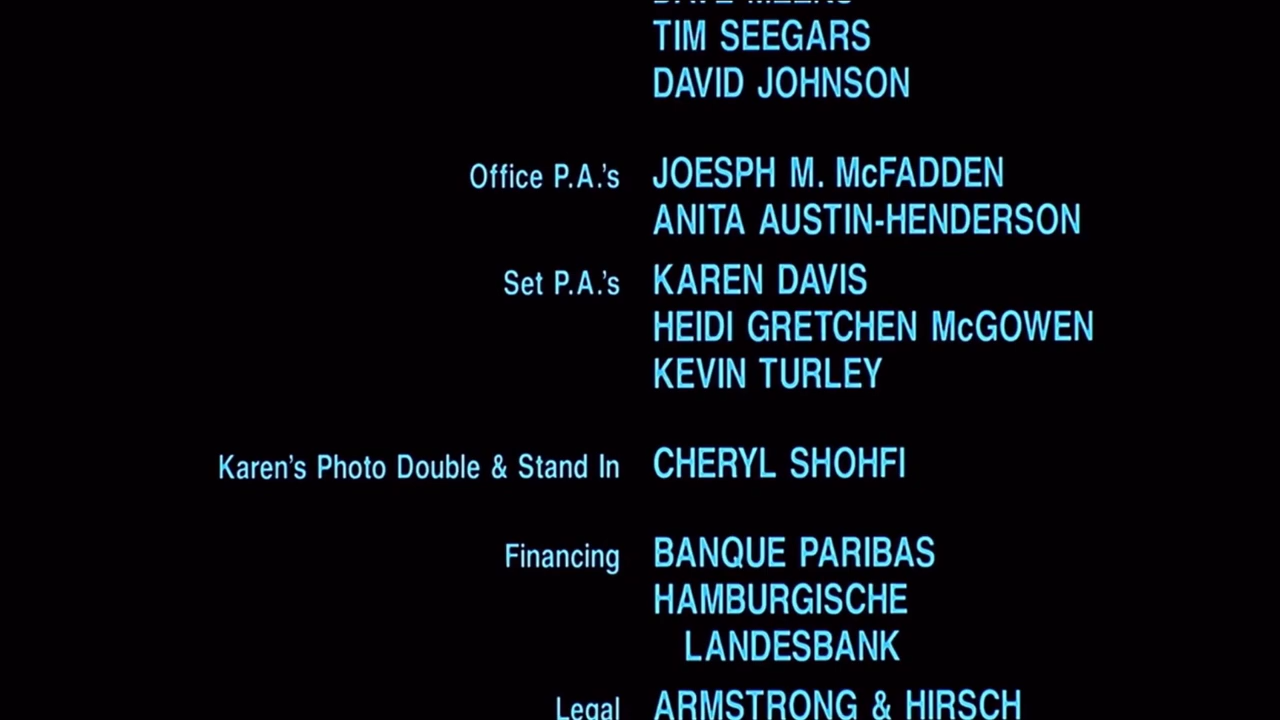 TIM SEEGARS
DAVID JOHNSON
Office P.A.'s JOESPH M. McFADDEN
ANITA AUSTIN-HENDERSON
Set P.A.'s KAREN DAVIS
HEIDI GRETCHEN McGOWEN
KEVIN TURLEY
Karen's Photo Double & Stand In CHERYL SHOHFI
Financing BANQUE PARIBAS
HAMBURGISCHE
LANDESBANK
Legal ARMSTRONG & HIRSCH